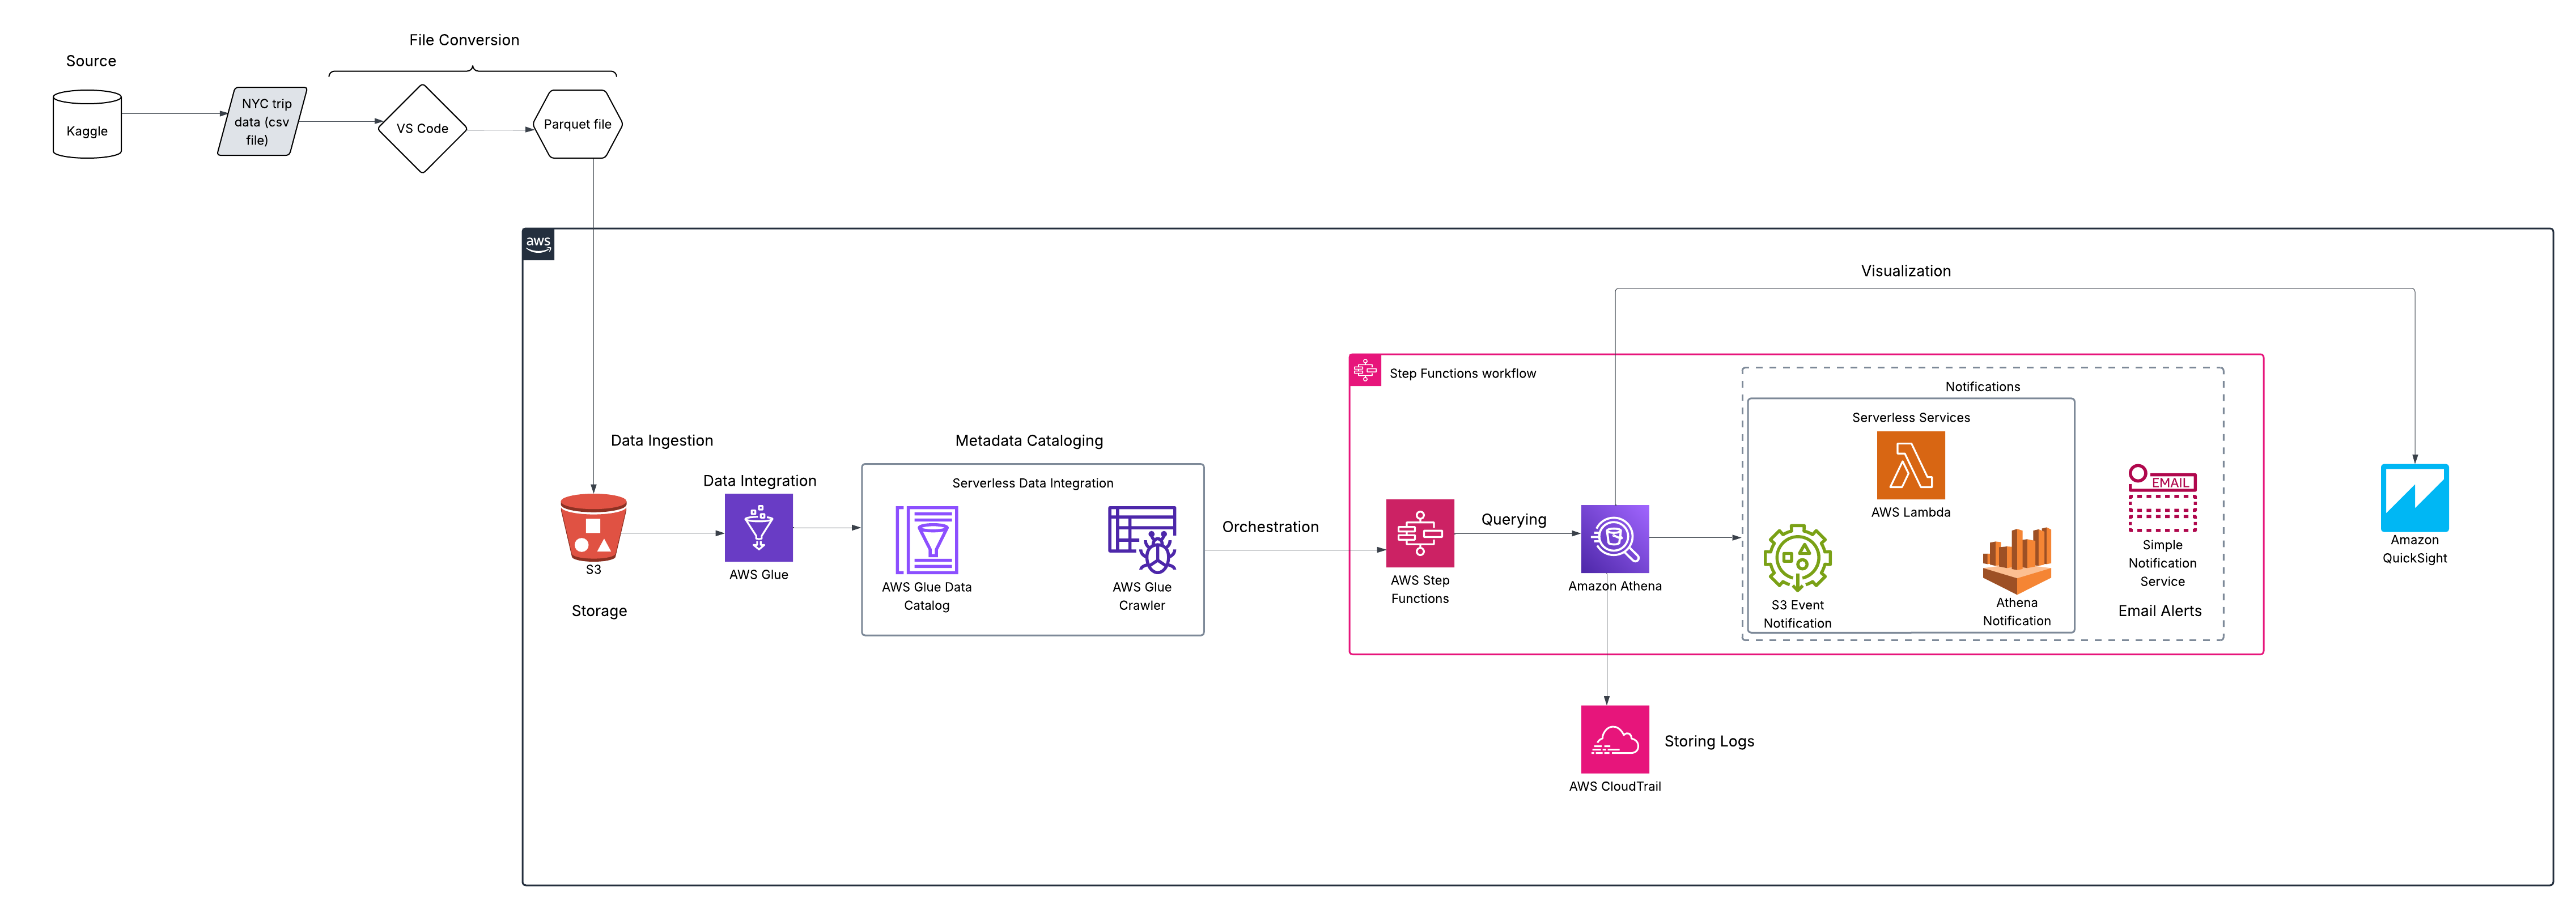 File Conversion
Source
Kaggle
NYC trip
data (csv
file)
VS Code
Parquet file
aws
Visualization
Step Functions workflow
Notifications
Serverless Services
AWS Lambda
S3 Event
Notification
Athena
Notification
EMAIL
Simple
Notification
Service
Email Alerts
Amazon
QuickSight
Data Ingestion
Data Integration
S3
Storage
AWS Glue
Metadata Cataloging
Serverless Data Integration
AWS Glue Data
Catalog
AWS Glue
Crawler
Orchestration
AWS Step
Functions
Querying
Amazon Athena
Storing Logs
AWS CloudTrail